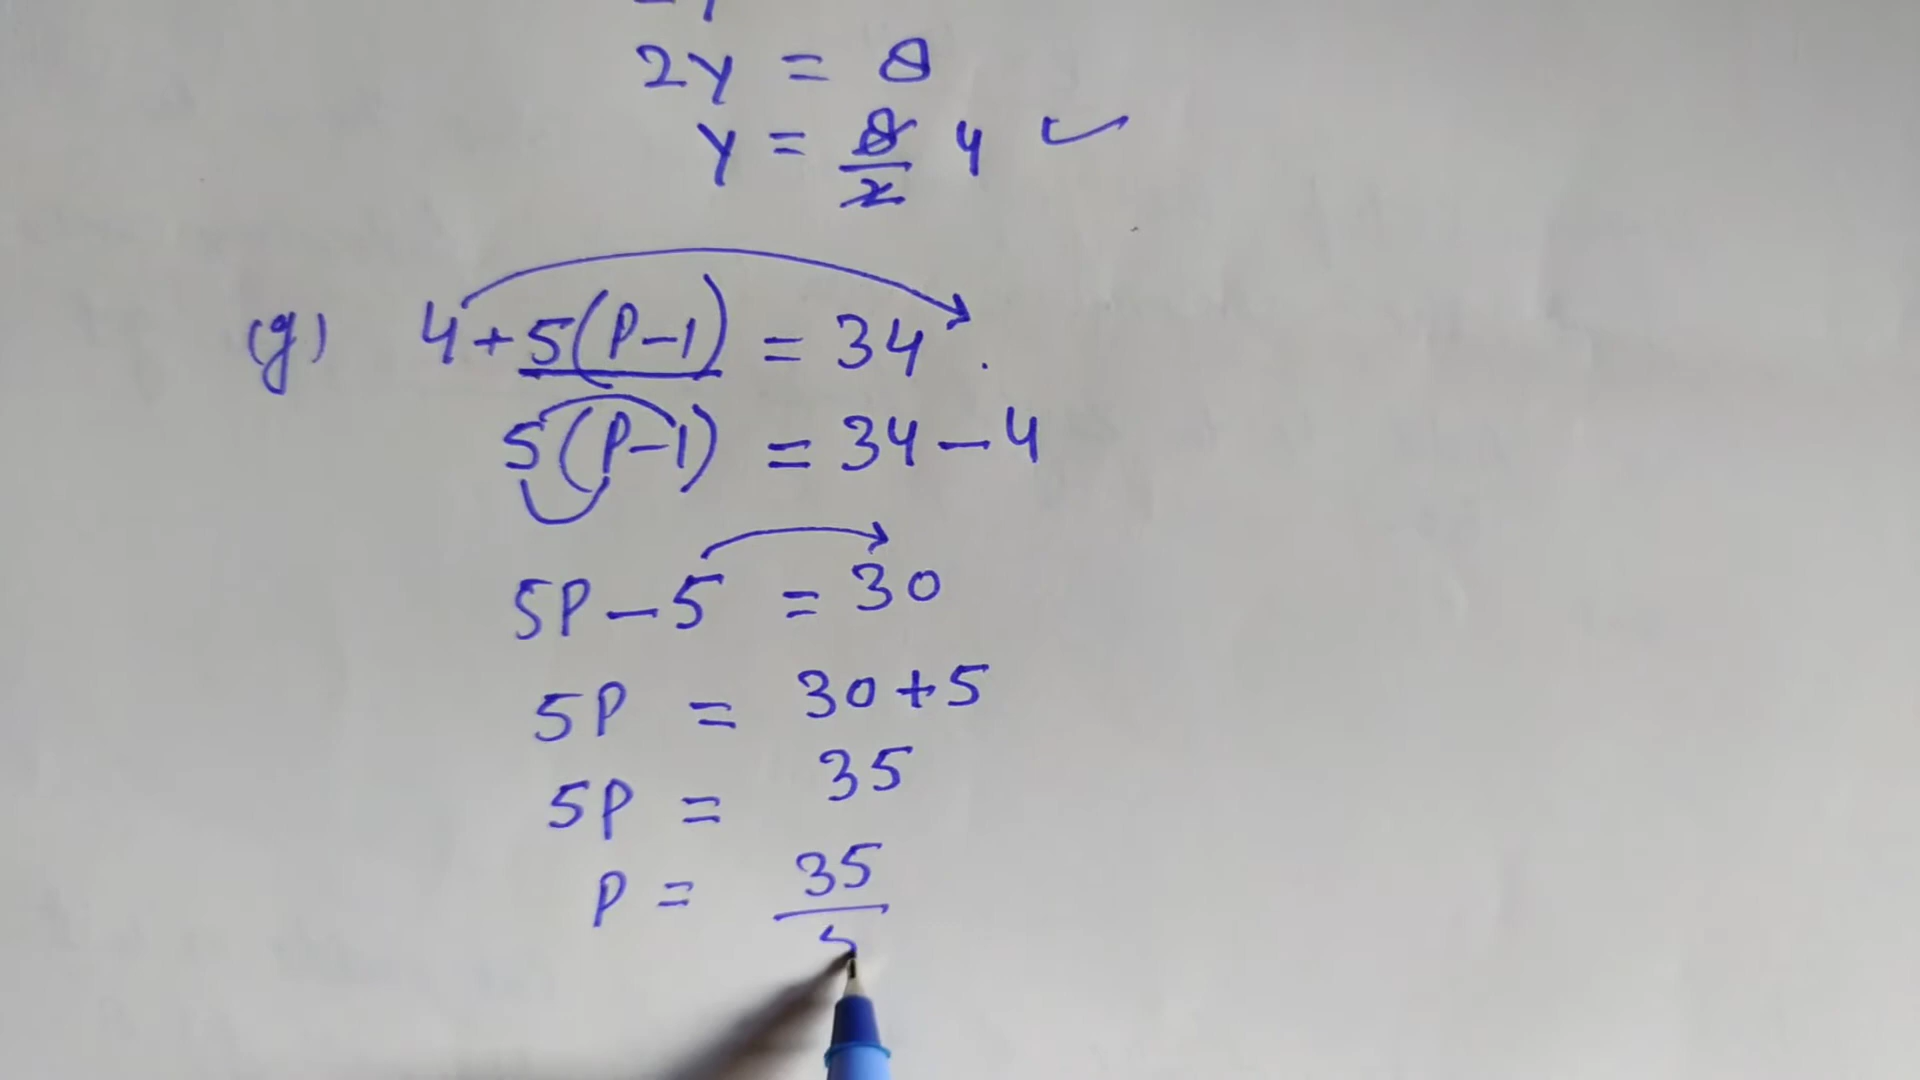 2y = 8
y = 8/2 4 ✓
(g) 4+5(P-1) = 34.
5(P-1) = 34-4
5P-5 = 30
5P = 30+5
5P = 35
P = 35/5